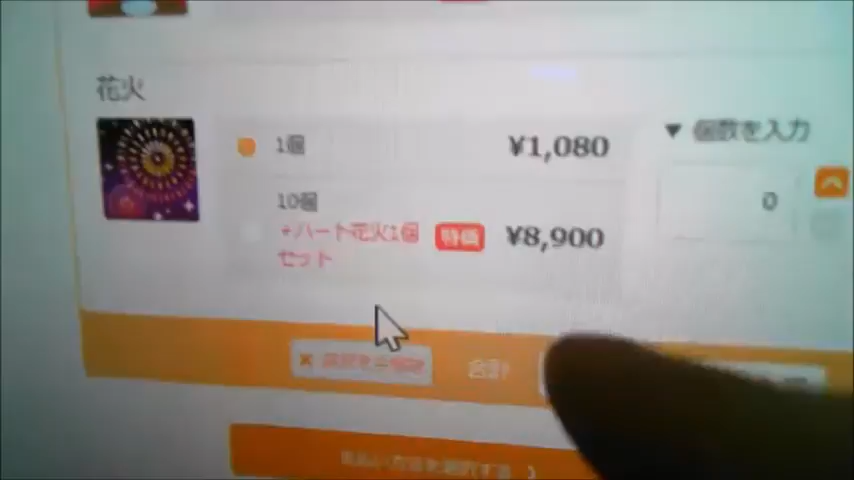 花火
1個
¥1,080
▼ 個数を入力
0
10個
+ハート花火1個
セット
特価
¥8,900
合計